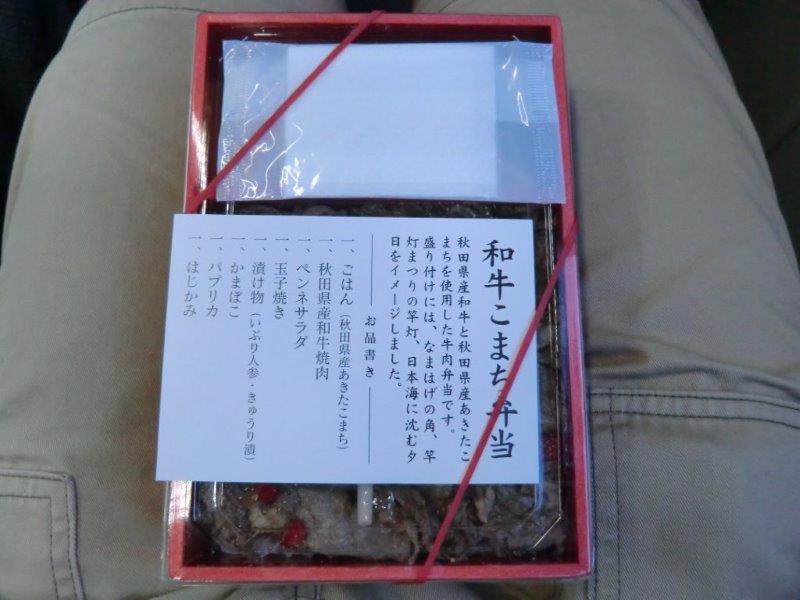 和牛こまち弁当
秋田県産和牛と秋田県産あきたこ
まちを使用した牛肉弁当です。
盛り付けには、なまはげの角、竿
灯まつりの竿灯、日本海に沈む夕
日をイメージしました。
お品書き
一、ごはん（秋田県産あきたこまち）
一、秋田県産和牛焼肉
一、ペンネサラダ
一、玉子焼き
一、漬け物（いぶり人参・きゅうり漬）
一、かまぼこ
一、パプリカ
一、はじかみ